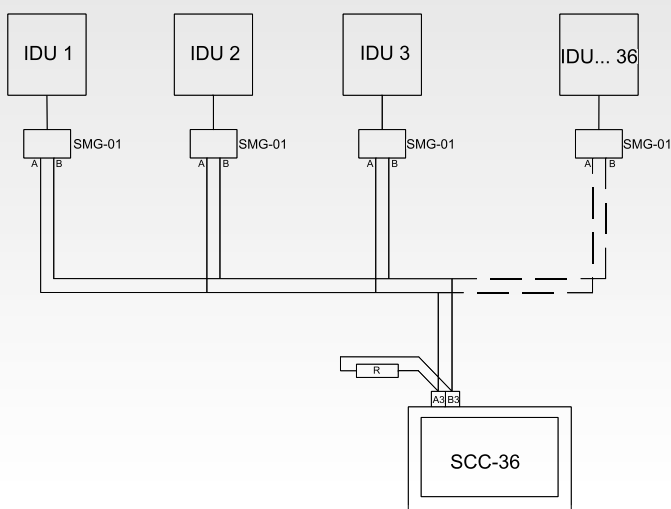 IDU 1
IDU 2
IDU 3
IDU... 36
SMG-01
SMG-01
SMG-01
SMG-01
A B
A B
A B
A B
R
A3 B3
SCC-36